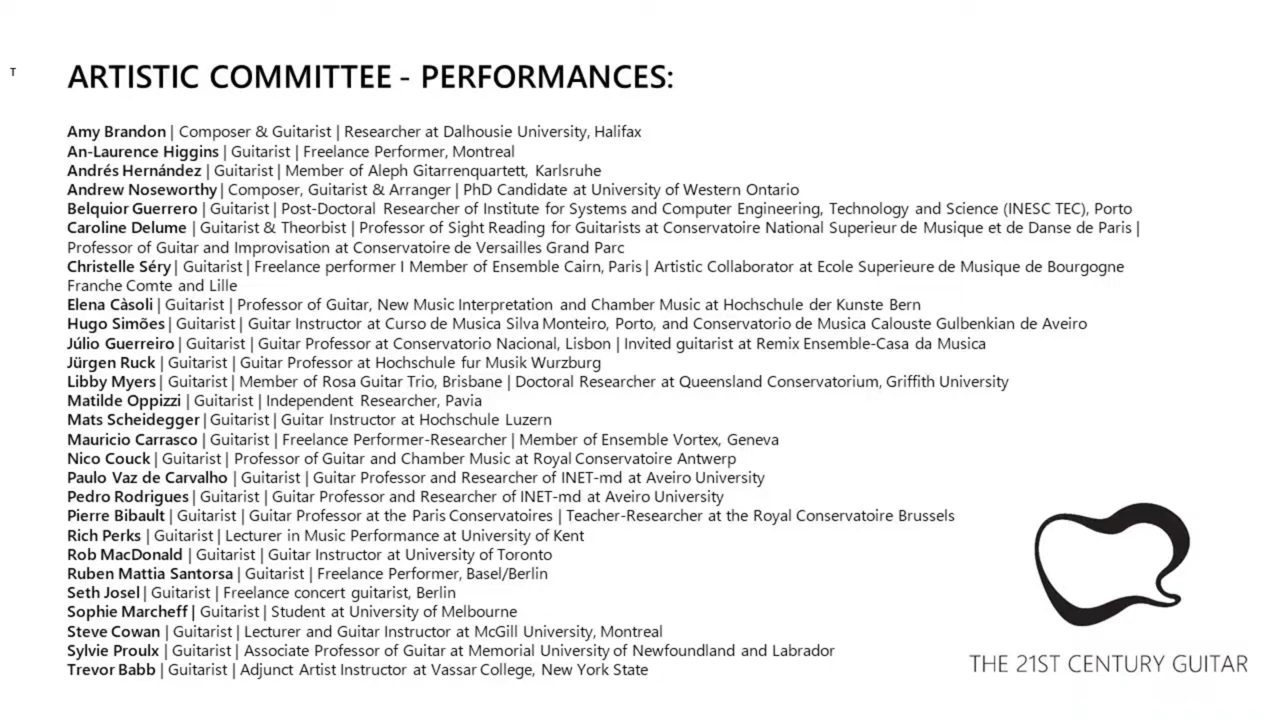 T
ARTISTIC COMMITTEE - PERFORMANCES:
Amy Brandon | Composer & Guitarist | Researcher at Dalhousie University, Halifax
An-Laurence Higgins | Guitarist | Freelance Performer, Montreal
Andrés Hernández | Guitarist | Member of Aleph Gitarrenquartett, Karlsruhe
Andrew Noseworthy | Composer, Guitarist & Arranger | PhD Candidate at University of Western Ontario
Belquior Guerrero | Guitarist | Post-Doctoral Researcher of Institute for Systems and Computer Engineering, Technology and Science (INESC TEC), Porto
Caroline Delume | Guitarist & Theorbist | Professor of Sight Reading for Guitarists at Conservatoire National Superieur de Musique et de Danse de Paris |
Professor of Guitar and Improvisation at Conservatoire de Versailles Grand Parc
Christelle Séry | Guitarist | Freelance performer I Member of Ensemble Cairn, Paris | Artistic Collaborator at Ecole Superieure de Musique de Bourgogne
Franche Comte and Lille
Elena Càsoli | Guitarist | Professor of Guitar, New Music Interpretation and Chamber Music at Hochschule der Kunste Bern
Hugo Simões | Guitarist | Guitar Instructor at Curso de Musica Silva Monteiro, Porto, and Conservatorio de Musica Calouste Gulbenkian de Aveiro
Júlio Guerreiro | Guitarist | Guitar Professor at Conservatorio Nacional, Lisbon | Invited guitarist at Remix Ensemble-Casa da Musica
Jürgen Ruck | Guitarist | Guitar Professor at Hochschule fur Musik Wurzburg
Libby Myers | Guitarist | Member of Rosa Guitar Trio, Brisbane | Doctoral Researcher at Queensland Conservatorium, Griffith University
Matilde Oppizzi | Guitarist | Independent Researcher, Pavia
Mats Scheidegger | Guitarist | Guitar Instructor at Hochschule Luzern
Mauricio Carrasco | Guitarist | Freelance Performer-Researcher | Member of Ensemble Vortex, Geneva
Nico Couck | Guitarist | Professor of Guitar and Chamber Music at Royal Conservatoire Antwerp
Paulo Vaz de Carvalho | Guitarist | Guitar Professor and Researcher of INET-md at Aveiro University
Pedro Rodrigues | Guitarist | Guitar Professor and Researcher of INET-md at Aveiro University
Pierre Bibault | Guitarist | Guitar Professor at the Paris Conservatoires | Teacher-Researcher at the Royal Conservatoire Brussels
Rich Perks | Guitarist | Lecturer in Music Performance at University of Kent
Rob MacDonald | Guitarist | Guitar Instructor at University of Toronto
Ruben Mattia Santorsa | Guitarist | Freelance Performer, Basel/Berlin
Seth Josel | Guitarist | Freelance concert guitarist, Berlin
Sophie Marcheff | Guitarist | Student at University of Melbourne
Steve Cowan | Guitarist | Lecturer and Guitar Instructor at McGill University, Montreal
Sylvie Proulx | Guitarist | Associate Professor of Guitar at Memorial University of Newfoundland and Labrador
Trevor Babb | Guitarist | Adjunct Artist Instructor at Vassar College, New York State
THE 21ST CENTURY GUITAR